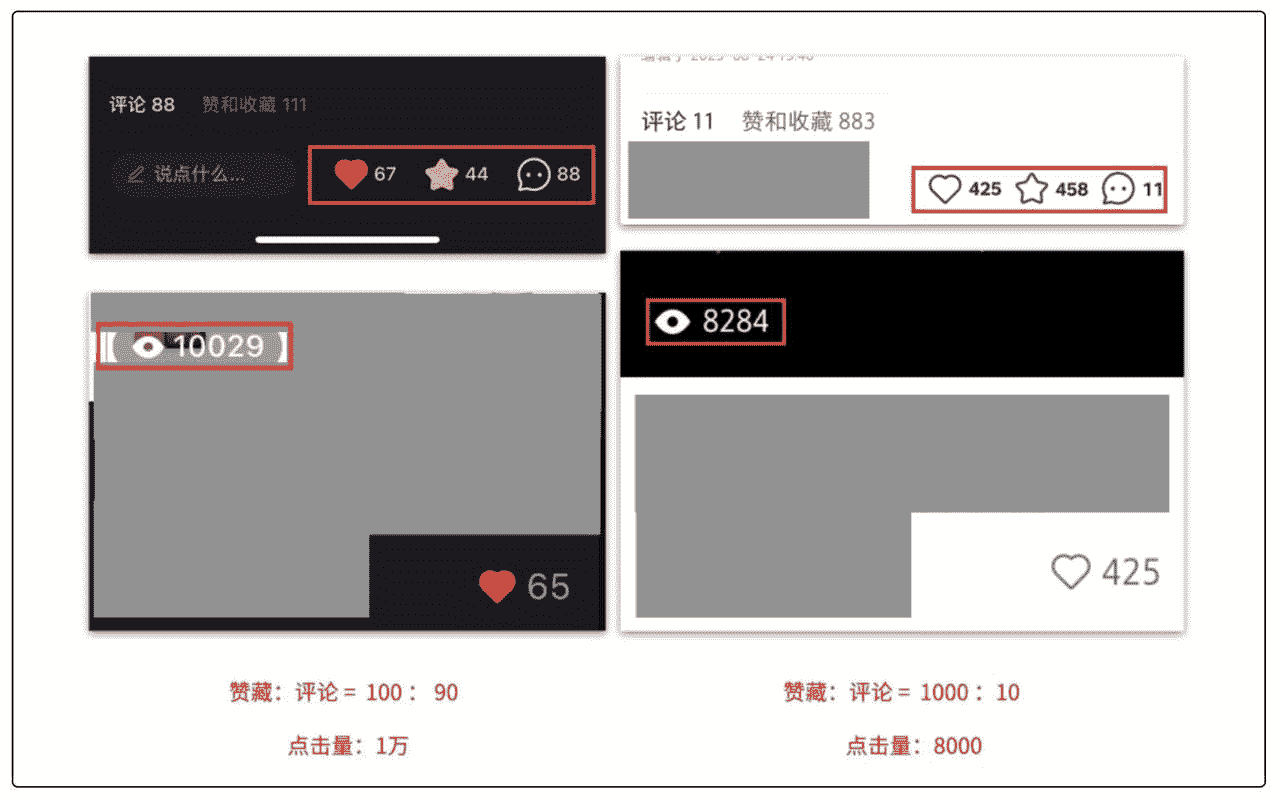 评论 88 赞和收藏 111
说点什么...
67 44 88
10029
65
赞藏：评论 = 100： 90
点击量：1万
评论 11 赞和收藏 883
425 458 11
8284
425
赞藏：评论 = 1000： 10
点击量：8000